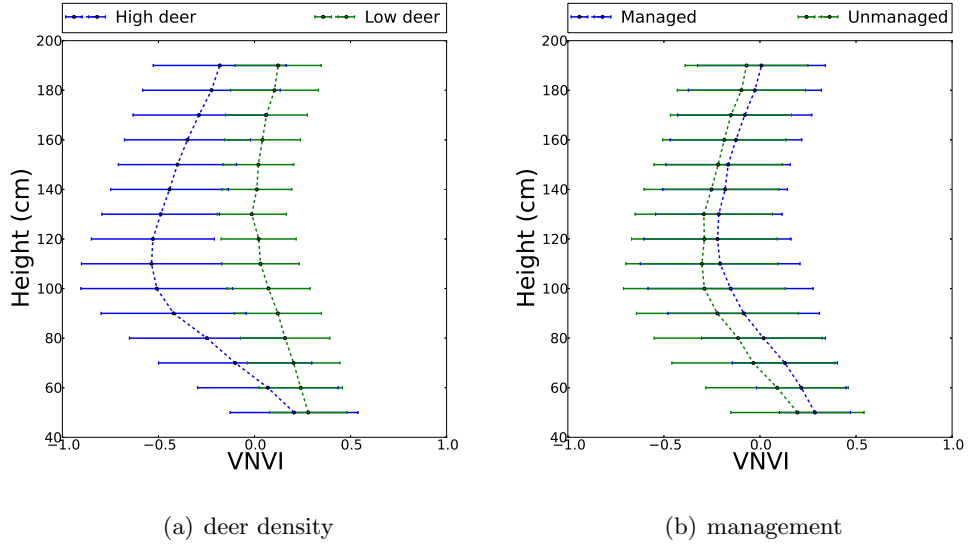 High deer Low deer
200
180
160
140
120
100
80
60
40
−1.0 −0.5 0.0 0.5 1.0
Height (cm)
VNVI
(a) deer density
Managed Unmanaged
200
180
160
140
120
100
80
60
40
−1.0 −0.5 0.0 0.5 1.0
Height (cm)
VNVI
(b) management